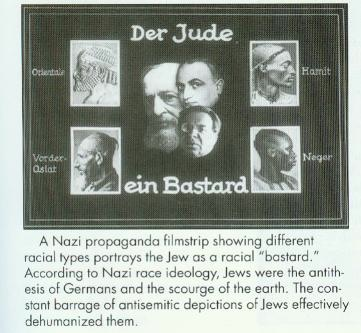 Der Jude
Orientale
Hamit
Vorder-
Asiat
Neger
ein Bastard
A Nazi propaganda filmstrip showing different
racial types portrays the Jew as a racial “bastard.”
According to Nazi race ideology, Jews were the antith-
esis of Germans and the scourge of the earth. The con-
stant barrage of antisemitic depictions of Jews effectively
dehumanized them.